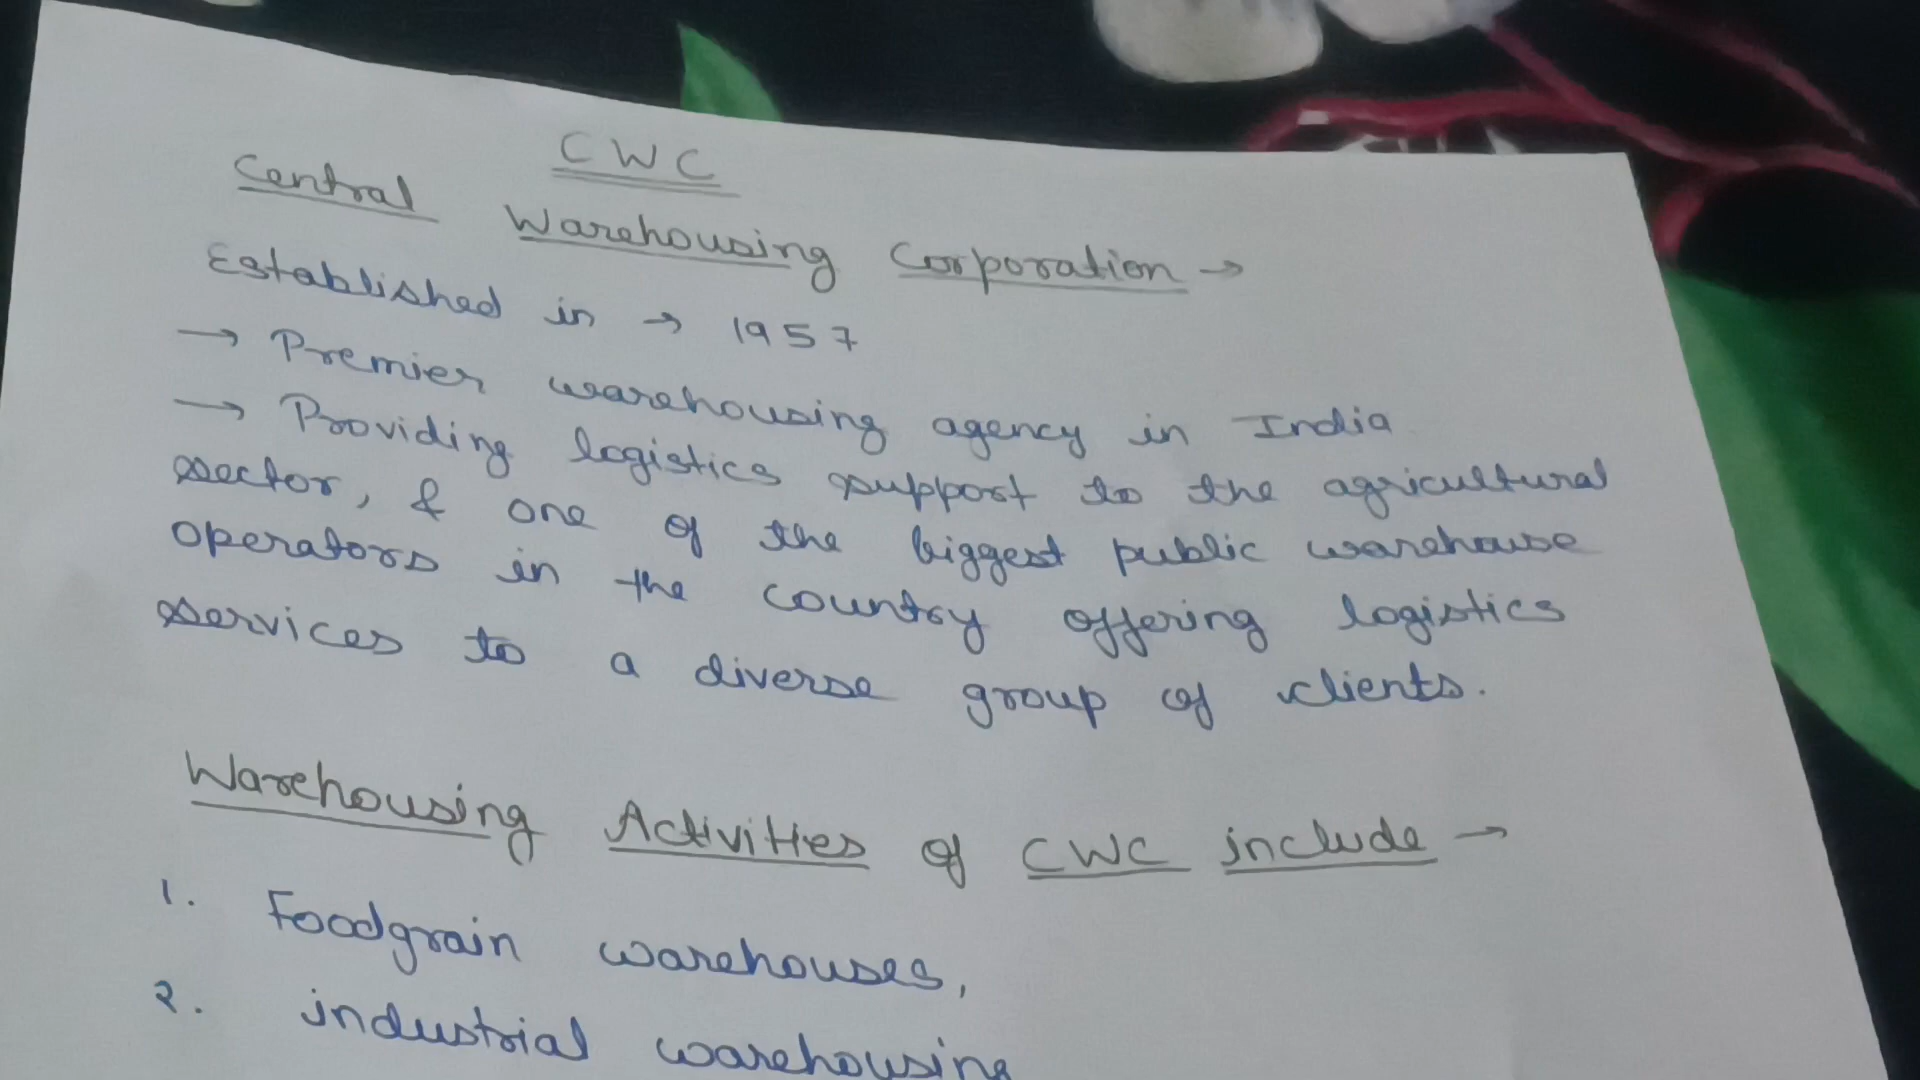 CWC
Central Warehousing Corporation →
Established in → 1957
→ Premier warehousing agency in India
→ Providing logistics support to the agricultural
sector, & one of the biggest public warehouse
operators in the country offering logistics
services to a diverse group of clients.
Warehousing Activities of CWC include →
1. Foodgrain warehouses,
2. industrial warehousing